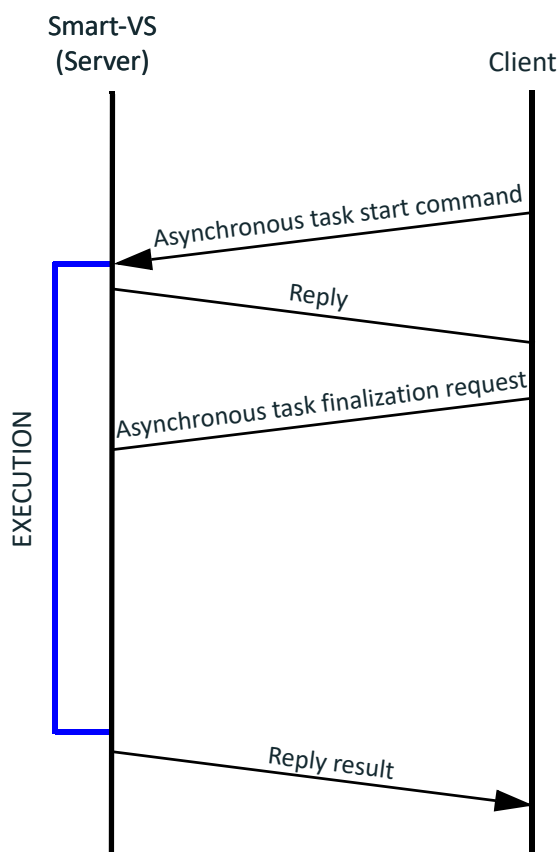 Smart-VS
(Server)
Client
Asynchronous task start command
Reply
Asynchronous task finalization request
EXECUTION
Reply result